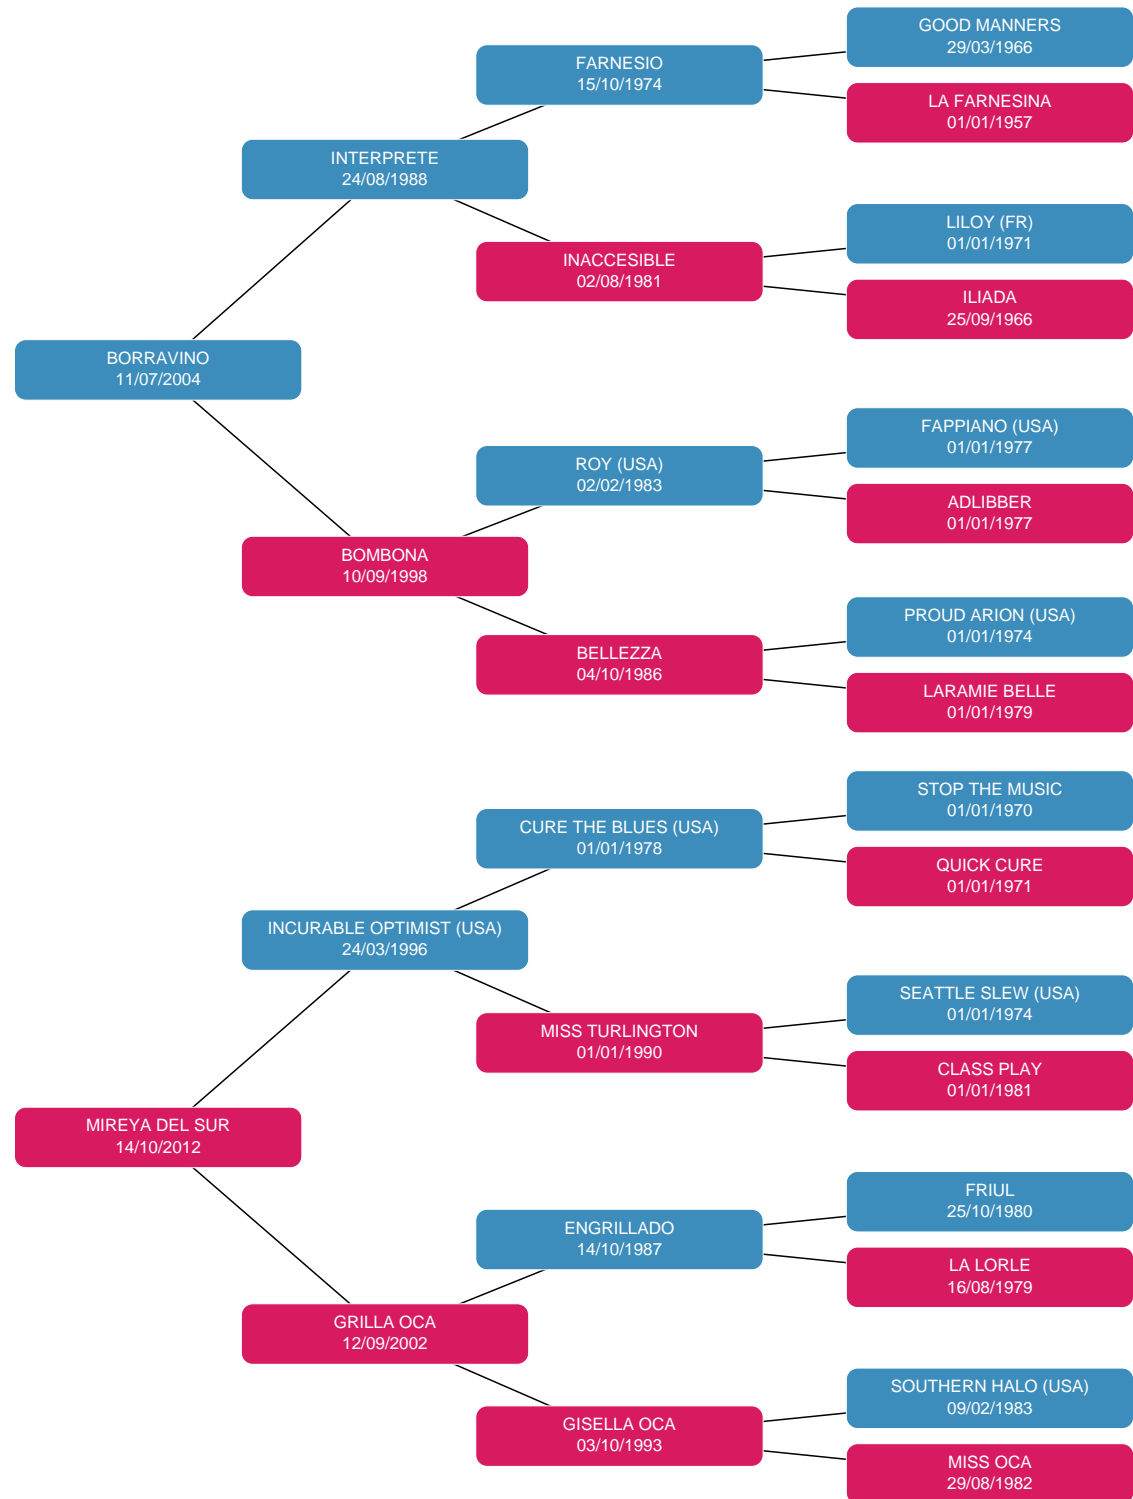 GOOD MANNERS
29/03/1966
FARNESIO
15/10/1974
LA FARNESINA
01/01/1957
INTERPRETE
24/08/1988
LILOY (FR)
01/01/1971
INACCESIBLE
02/08/1981
ILIADA
25/09/1966
BORRAVINO
11/07/2004
FAPPIANO (USA)
01/01/1977
ROY (USA)
02/02/1983
ADLIBBER
01/01/1977
BOMBONA
10/09/1998
PROUD ARION (USA)
01/01/1974
BELLEZZA
04/10/1986
LARAMIE BELLE
01/01/1979
STOP THE MUSIC
01/01/1970
CURE THE BLUES (USA)
01/01/1978
QUICK CURE
01/01/1971
INCURABLE OPTIMIST (USA)
24/03/1996
SEATTLE SLEW (USA)
01/01/1974
MISS TURLINGTON
01/01/1990
CLASS PLAY
01/01/1981
MIREYA DEL SUR
14/10/2012
FRIUL
25/10/1980
ENGRILLADO
14/10/1987
LA LORLE
16/08/1979
GRILLA OCA
12/09/2002
SOUTHERN HALO (USA)
09/02/1983
GISELLA OCA
03/10/1993
MISS OCA
29/08/1982